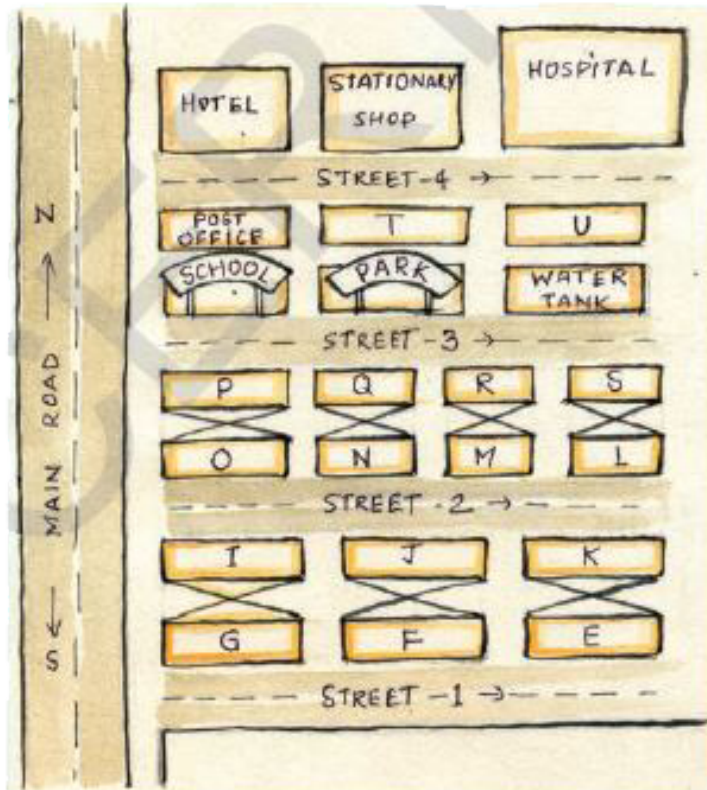 HOTEL
STATIONARY
SHOP
HOSPITAL
STREET-4 →
POST
OFFICE
T
U
SCHOOL
PARK
WATER
TANK
STREET-3 →
P
Q
R
S
O
N
M
L
STREET-2 →
I
J
K
G
F
E
STREET-1 →
S ← MAIN ROAD → N